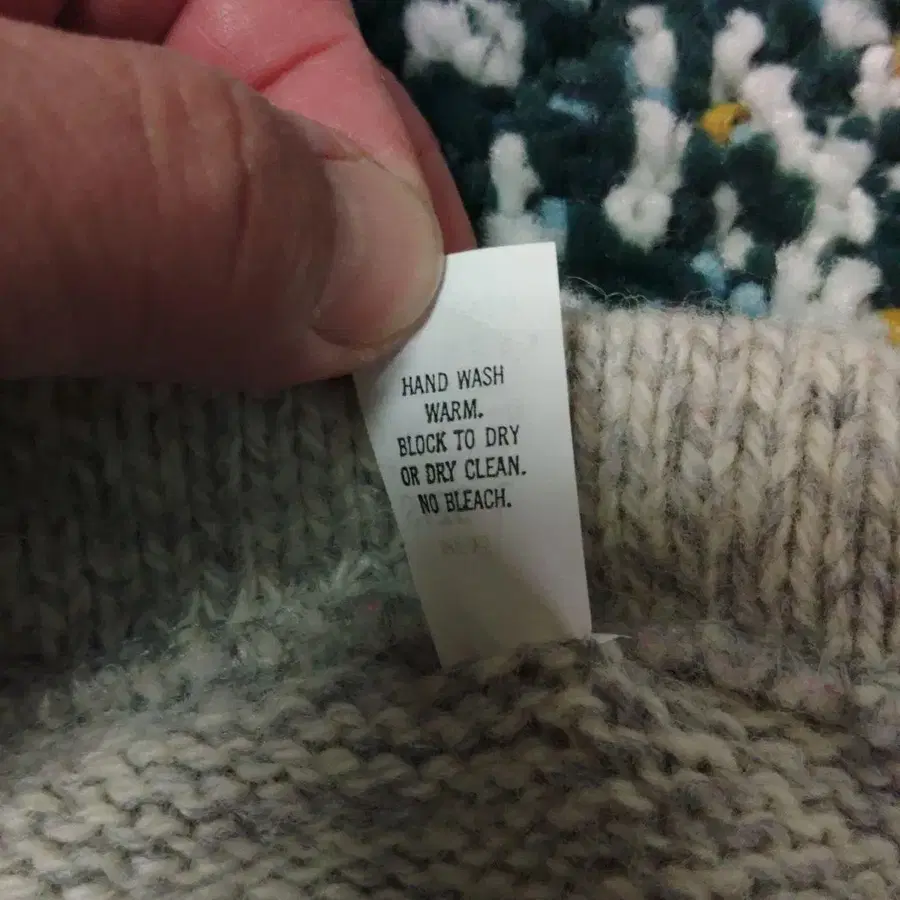 HAND WASH
WARM.
BLOCK TO DRY
OR DRY CLEAN.
NO BLEACH.